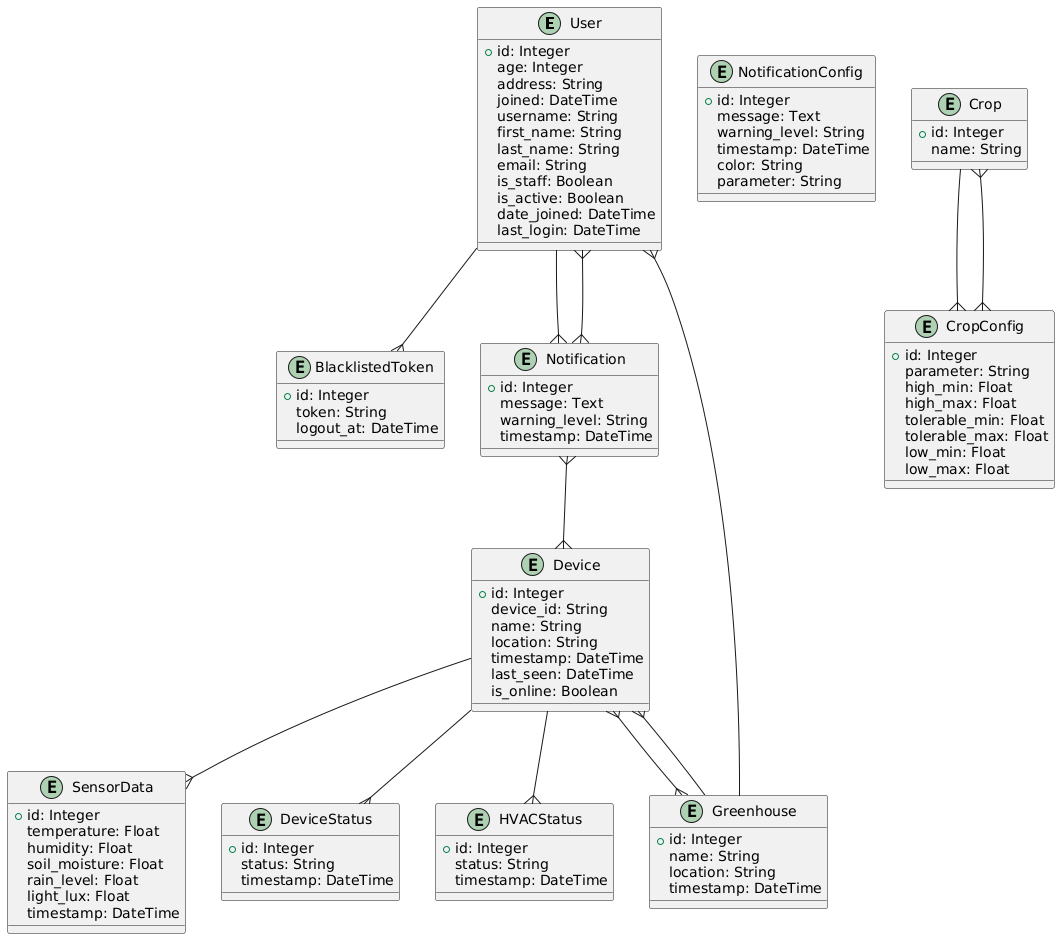 E User
id: Integer
age: Integer
address: String
joined: DateTime
username: String
first_name: String
last_name: String
email: String
is_staff: Boolean
is_active: Boolean
date_joined: DateTime
last_login: DateTime
E NotificationConfig
id: Integer
message: Text
warning_level: String
timestamp: DateTime
color: String
parameter: String
E Crop
id: Integer
name: String
E BlacklistedToken
id: Integer
token: String
logout_at: DateTime
E Notification
id: Integer
message: Text
warning_level: String
timestamp: DateTime
E CropConfig
id: Integer
parameter: String
high_min: Float
high_max: Float
tolerable_min: Float
tolerable_max: Float
low_min: Float
low_max: Float
E Device
id: Integer
device_id: String
name: String
location: String
timestamp: DateTime
last_seen: DateTime
is_online: Boolean
E SensorData
id: Integer
temperature: Float
humidity: Float
soil_moisture: Float
rain_level: Float
light_lux: Float
timestamp: DateTime
E DeviceStatus
id: Integer
status: String
timestamp: DateTime
E HVACStatus
id: Integer
status: String
timestamp: DateTime
E Greenhouse
id: Integer
name: String
location: String
timestamp: DateTime